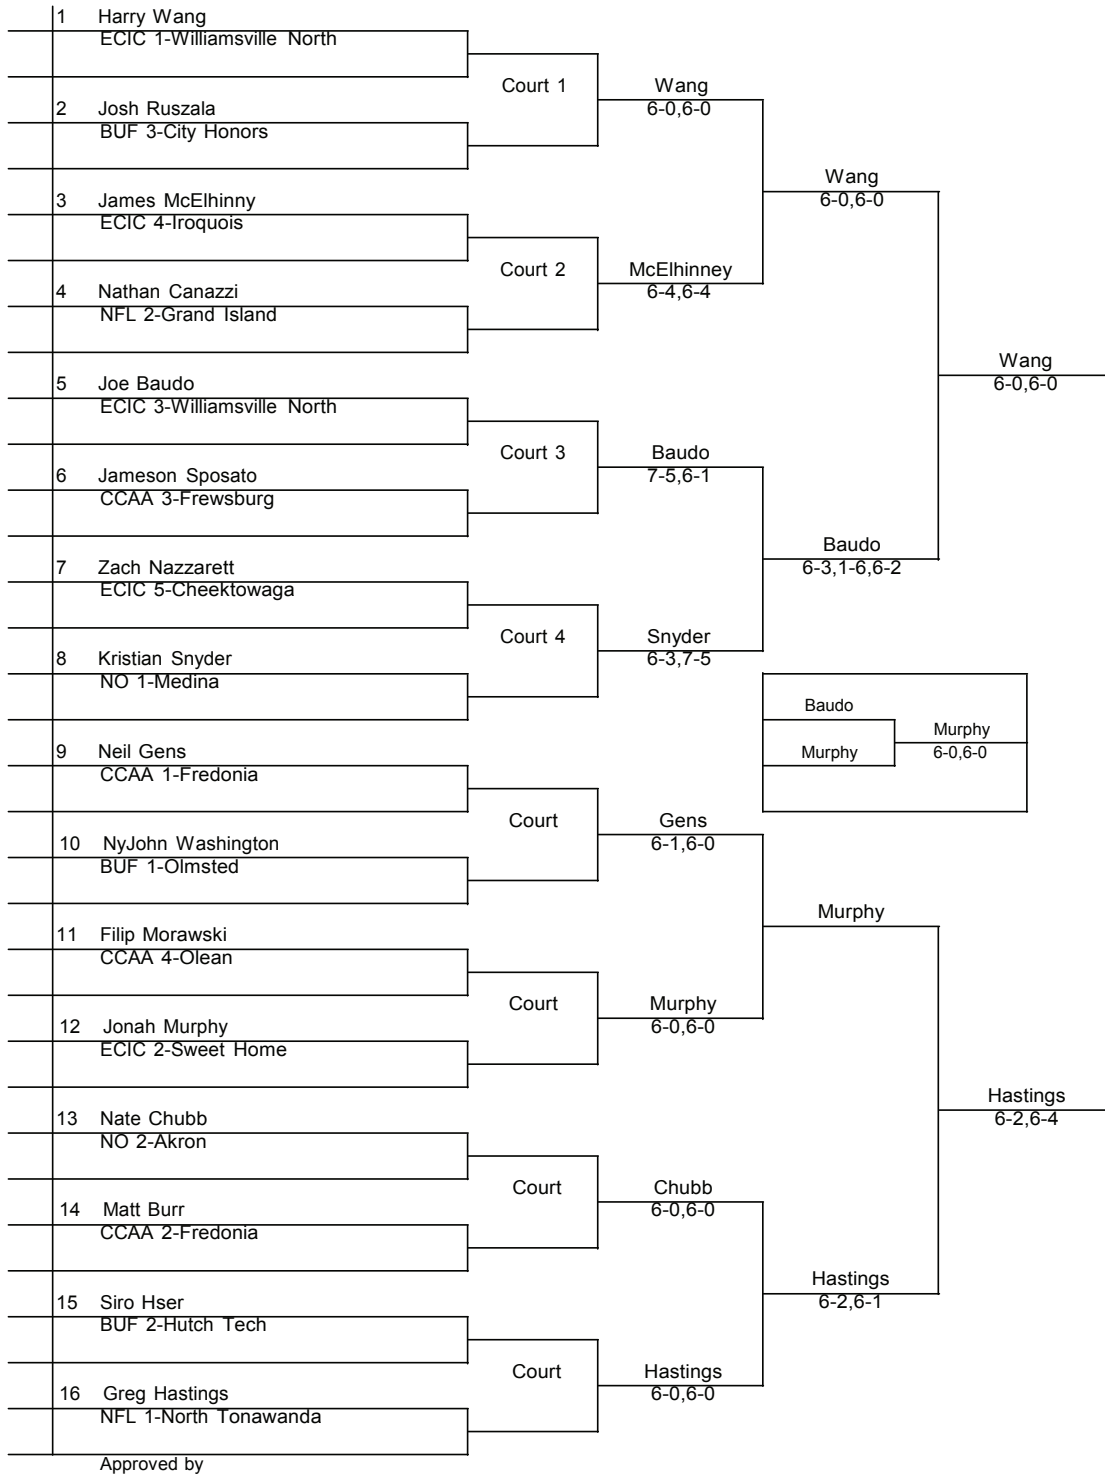 1 Harry Wang
ECIC 1-Williamsville North
Court 1
Wang
6-0,6-0
2 Josh Ruszala
BUF 3-City Honors
Wang
6-0,6-0
3 James McElhinny
ECIC 4-Iroquois
Court 2
McElhinney
6-4,6-4
4 Nathan Canazzi
NFL 2-Grand Island
Wang
6-0,6-0
5 Joe Baudo
ECIC 3-Williamsville North
Court 3
Baudo
7-5,6-1
6 Jameson Sposato
CCAA 3-Frewsburg
Baudo
6-3,1-6,6-2
7 Zach Nazzarett
ECIC 5-Cheektowaga
Court 4
Snyder
6-3,7-5
8 Kristian Snyder
NO 1-Medina
Baudo
Murphy
6-0,6-0
Murphy
9 Neil Gens
CCAA 1-Fredonia
Court
Gens
6-1,6-0
10 NyJohn Washington
BUF 1-Olmsted
Murphy
11 Filip Morawski
CCAA 4-Olean
Court
Murphy
6-0,6-0
12 Jonah Murphy
ECIC 2-Sweet Home
Hastings
6-2,6-4
13 Nate Chubb
NO 2-Akron
Court
Chubb
6-0,6-0
14 Matt Burr
CCAA 2-Fredonia
Hastings
6-2,6-1
15 Siro Hser
BUF 2-Hutch Tech
Court
Hastings
6-0,6-0
16 Greg Hastings
NFL 1-North Tonawanda
Approved by